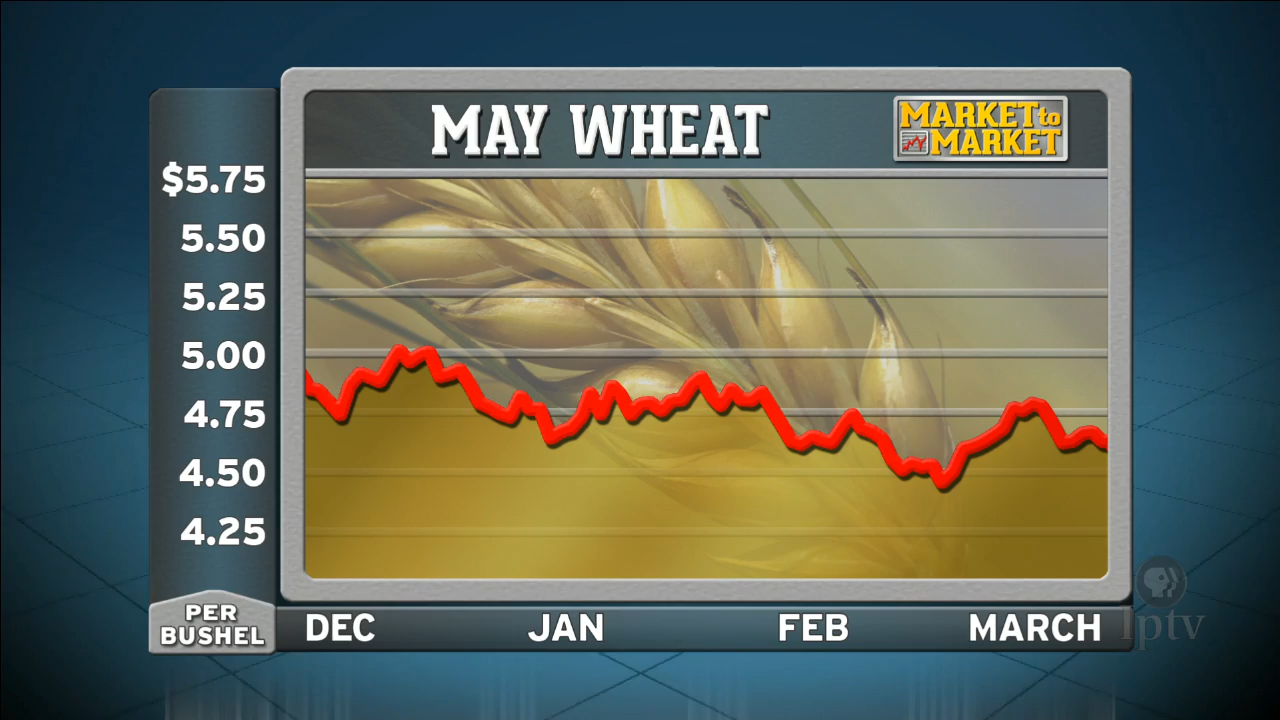 MAY WHEAT
MARKET to
MARKET
$5.75
5.50
5.25
5.00
4.75
4.50
4.25
PER
BUSHEL
DEC JAN FEB MARCH
Iptv